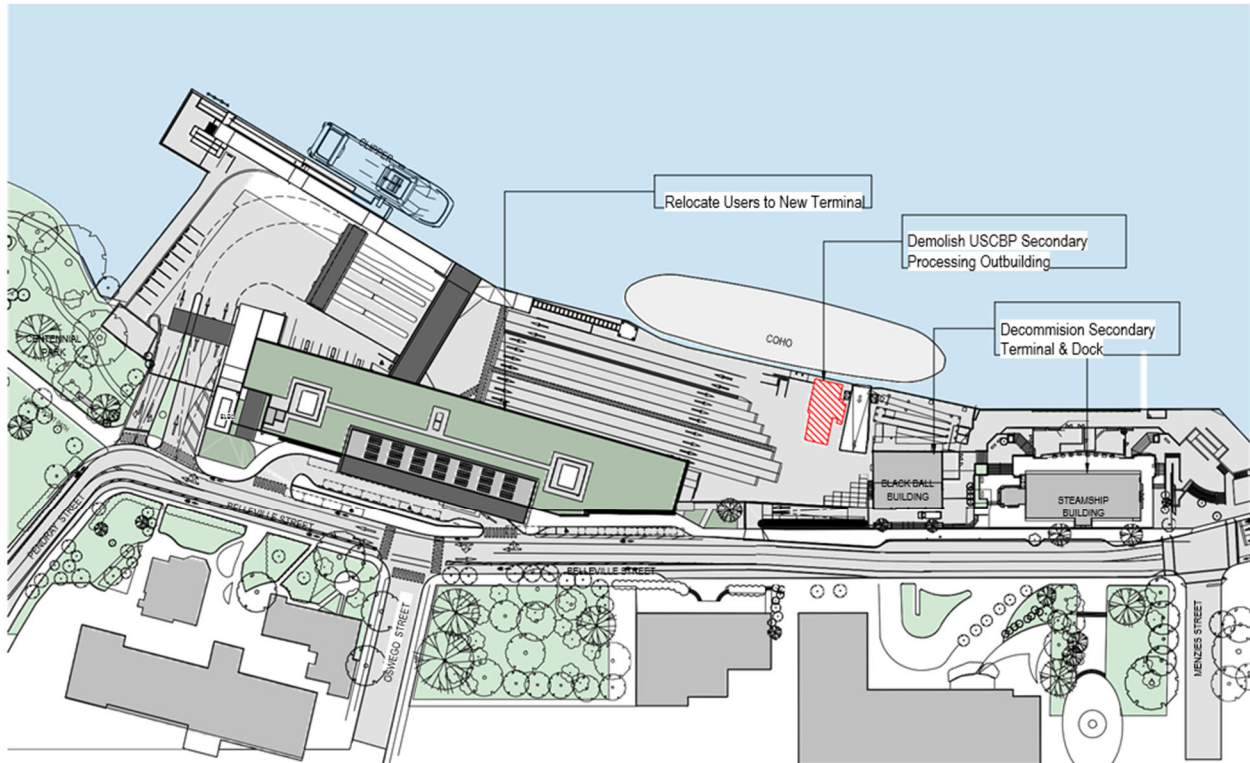 CLIPPER
Relocate Users to New Terminal
Demolish USCBP Secondary
Processing Outbuilding
Decommision Secondary
Terminal & Dock
COHO
CENTENNIAL
PARK
BLACK BALL
BUILDING
STEAMSHIP
BUILDING
PENDRAY STREET
BELLEVILLE STREET
BELLEVILLE STREET
OSWEGO STREET
MENZIES STREET